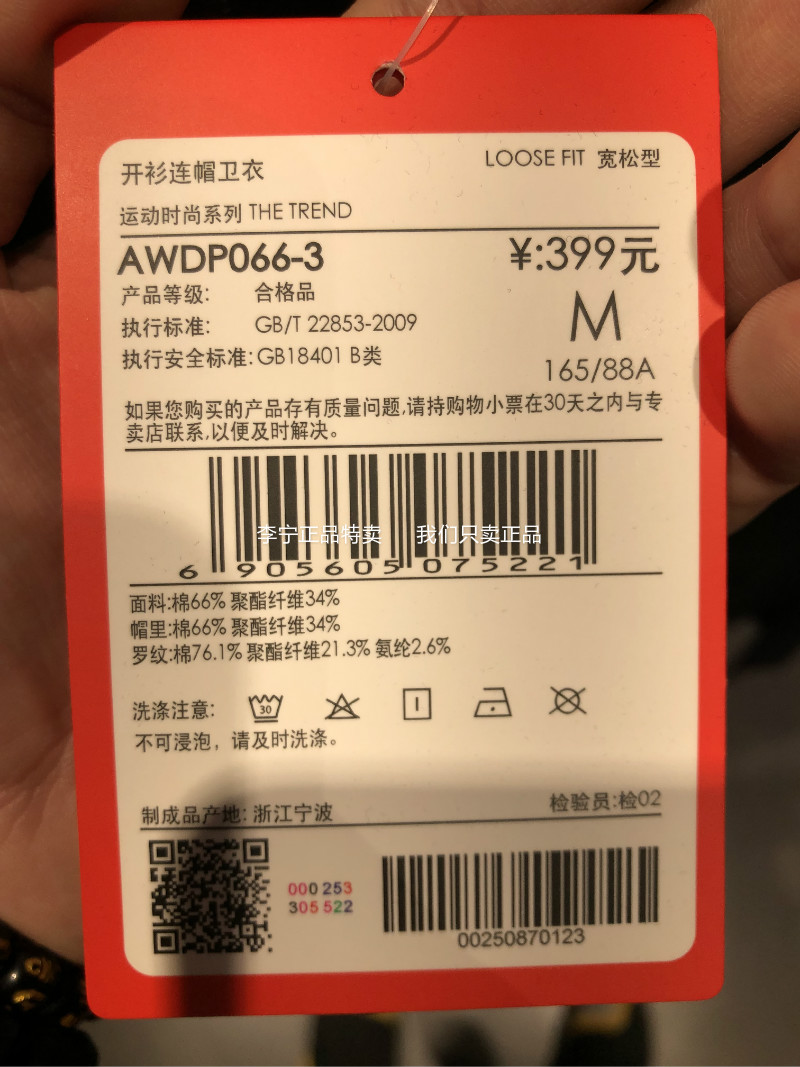 开衫连帽卫衣
LOOSE FIT 宽松型
运动时尚系列 THE TREND
AWDP066-3
¥:399元
产品等级: 合格品
执行标准: GB/T 22853-2009
M
执行安全标准:GB18401 B类
165/88A
如果您购买的产品存有质量问题,请持购物小票在30天之内与专
卖店联系,以便及时解决。
李宁正品特卖 我们只卖正品
6 905605 075221
面料:棉66% 聚酯纤维34%
帽里:棉66% 聚酯纤维34%
罗纹:棉76.1% 聚酯纤维21.3% 氨纶2.6%
洗涤注意: 30
不可浸泡，请及时洗涤。
制成品产地: 浙江宁波
检验员:检02
000 253
305 522
00250870123